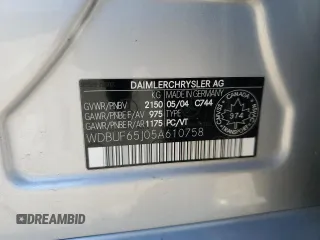 DAIMLERCHRYSLER AG
KG MADE IN GERMANY
GVWR/PNBV 2150 05/04 C744
GAWR/PNBE F/AV 975 TYPE
GAWR/PNBE R/AR 1175 PC/VT
WDBUF65J05A610758
CANADA
974
DREAMBID